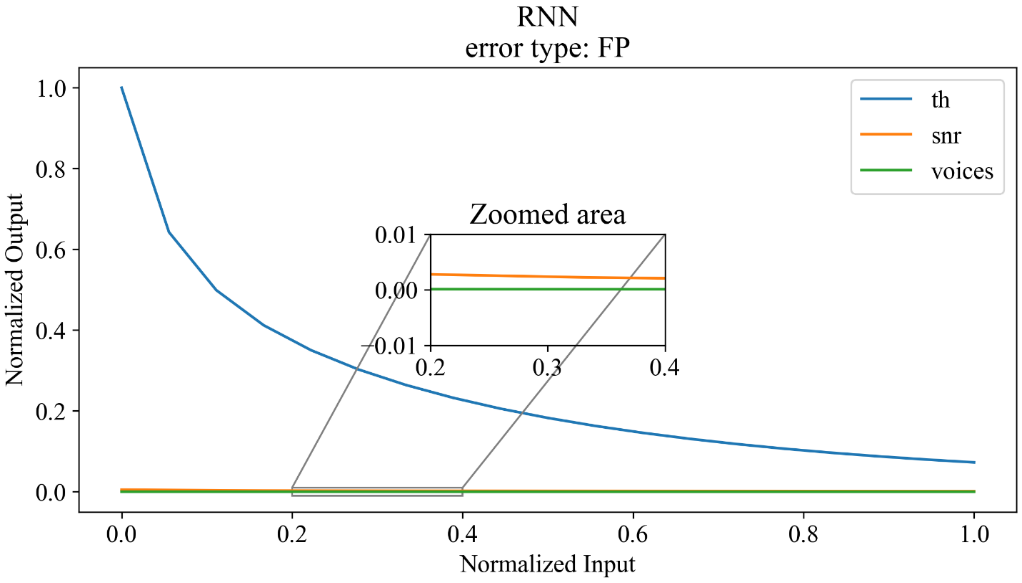 RNN
error type: FP
Normalized Output
1.0
0.8
0.6
0.4
0.2
0.0
th
snr
voices
Zoomed area
0.01
0.00
−0.01
0.2 0.3 0.4
0.0 0.2 0.4 0.6 0.8 1.0
Normalized Input